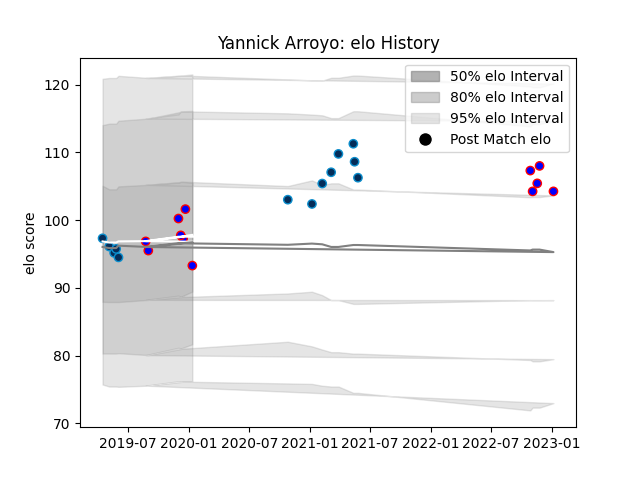 Yannick Arroyo: elo History
50% elo Interval
80% elo Interval
95% elo Interval
Post Match elo
elo score
120
110
100
90
80
70
2019-07 2020-01 2020-07 2021-01 2021-07 2022-01 2022-07 2023-01